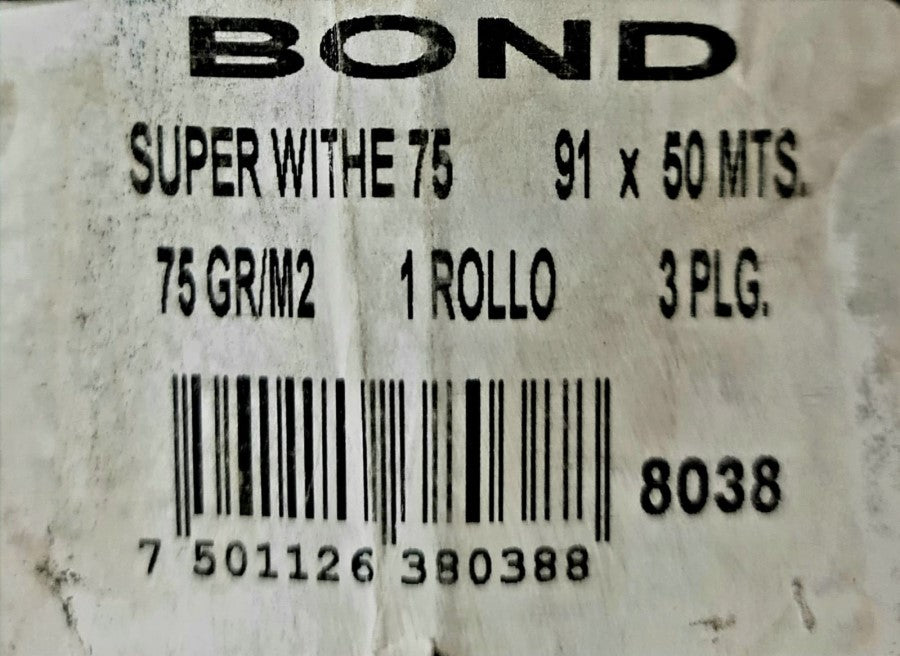 BOND
SUPER WITHE 75 91 x 50 MTS.
75 GR/M2 1 ROLLO 3 PLG.
8038
7 501126 380388